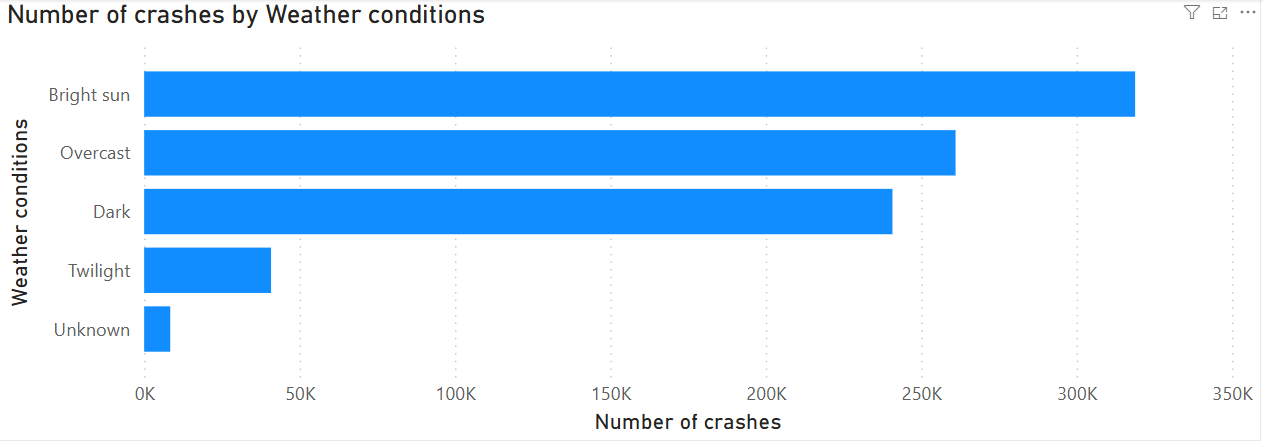 Number of crashes by Weather conditions
Weather conditions
Bright sun
Overcast
Dark
Twilight
Unknown
0K 50K 100K 150K 200K 250K 300K 350K
Number of crashes